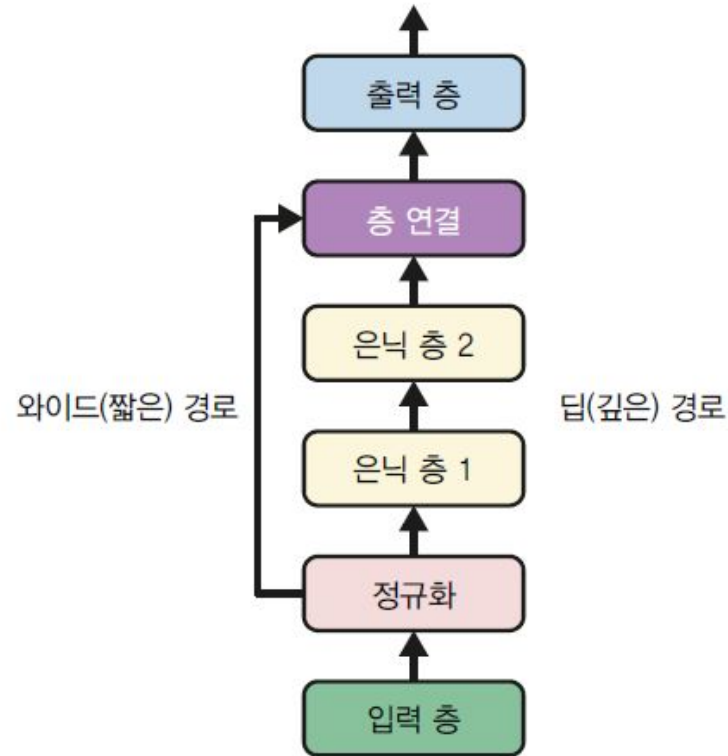 출력 층
층 연결
은닉 층 2
와이드(짧은) 경로
딥(깊은) 경로
은닉 층 1
정규화
입력 층